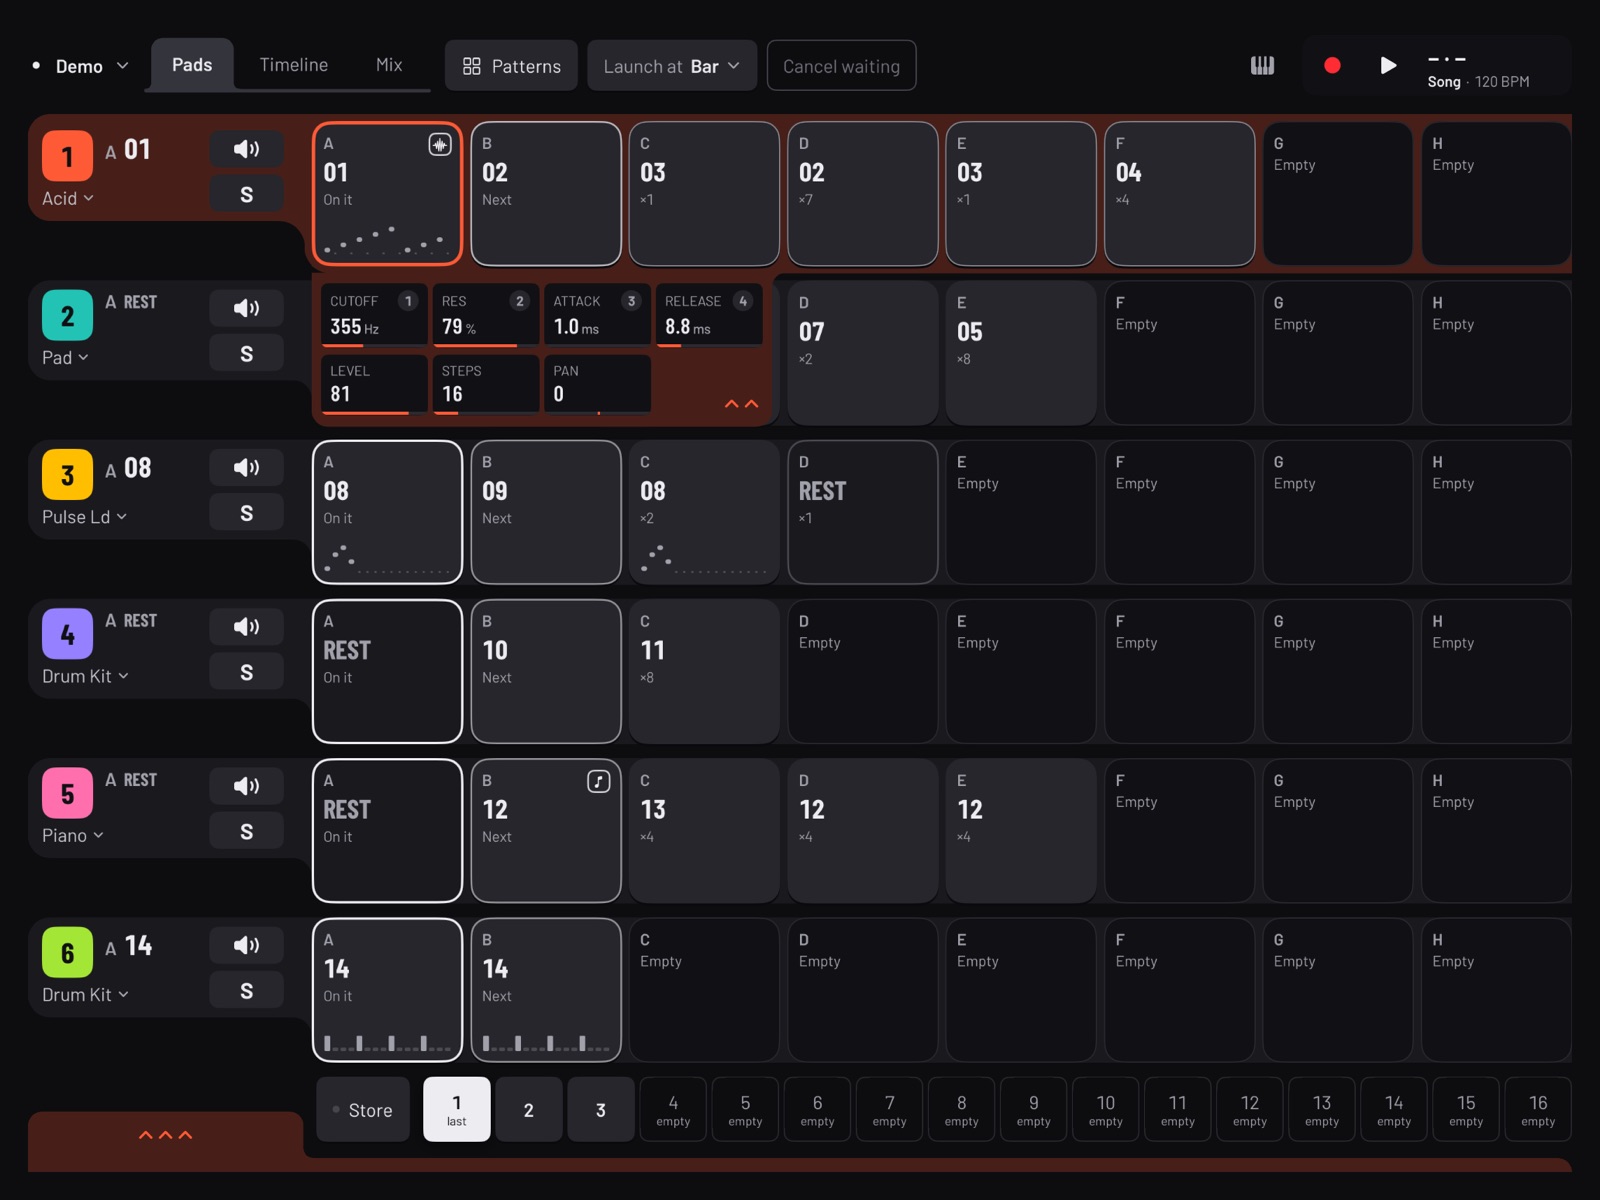 Demo
Pads
Timeline
Mix
Patterns
Launch at Bar
Cancel waiting
Song · 120 BPM
1
A 01
S
Acid
A
01
On it
B
02
Next
C
03
×1
D
02
×7
E
03
×1
F
04
×4
G
Empty
H
Empty
2
A REST
S
Pad
CUTOFF 1
355 Hz
RES 2
79 %
ATTACK 3
1.0 ms
RELEASE 4
8.8 ms
LEVEL
81
STEPS
16
PAN
0
D
07
×2
E
05
×8
F
Empty
G
Empty
H
Empty
3
A 08
S
Pulse Ld
A
08
On it
B
09
Next
C
08
×2
D
REST
×1
E
Empty
F
Empty
G
Empty
H
Empty
4
A REST
S
Drum Kit
A
REST
On it
B
10
Next
C
11
×8
D
Empty
E
Empty
F
Empty
G
Empty
H
Empty
5
A REST
S
Piano
A
REST
On it
B
12
Next
C
13
×4
D
12
×4
E
12
×4
F
Empty
G
Empty
H
Empty
6
A 14
S
Drum Kit
A
14
On it
B
14
Next
C
Empty
D
Empty
E
Empty
F
Empty
G
Empty
H
Empty
Store
1
last
2
3
4
empty
5
empty
6
empty
7
empty
8
empty
9
empty
10
empty
11
empty
12
empty
13
empty
14
empty
15
empty
16
empty